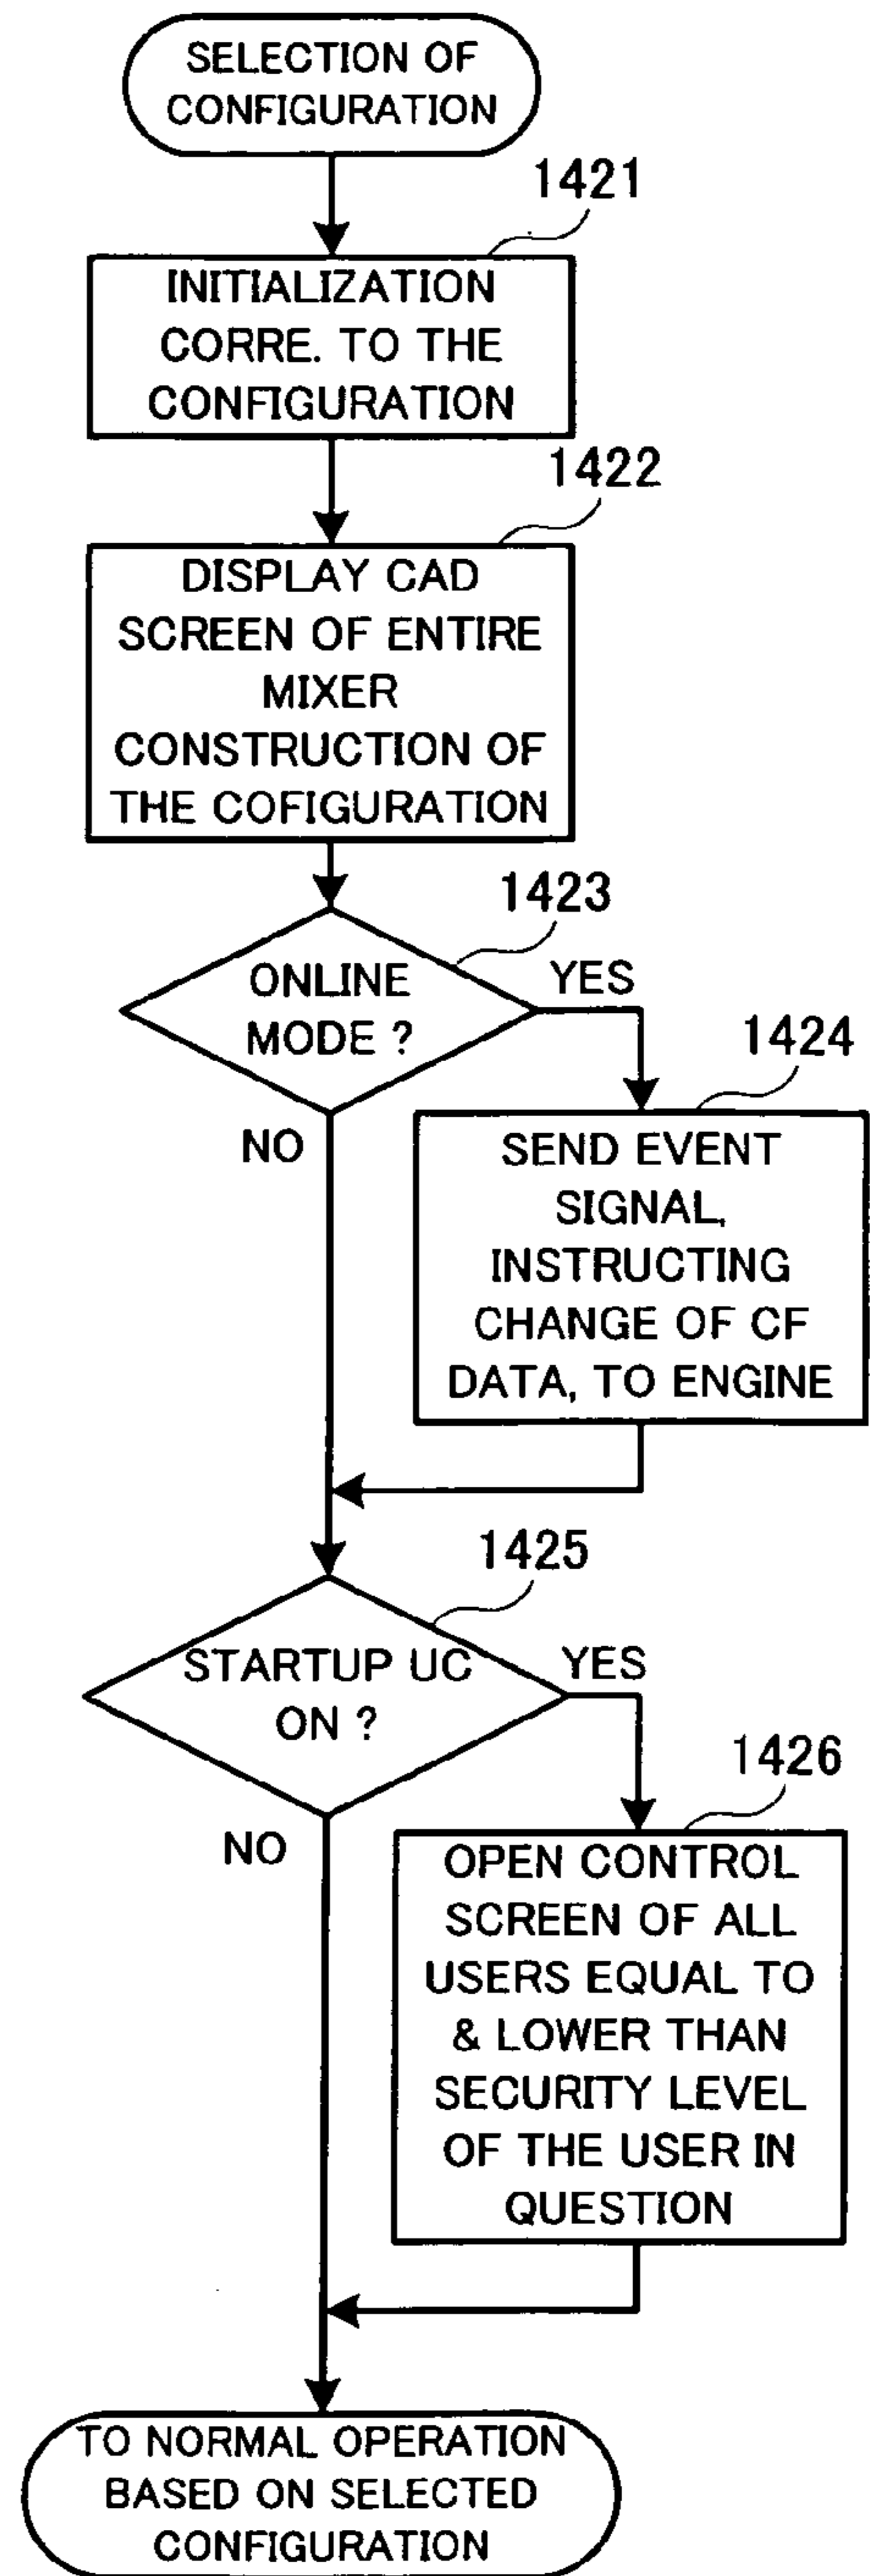 SELECTION OF
CONFIGURATION
1421
INITIALIZATION
CORRE. TO THE
CONFIGURATION
1422
DISPLAY CAD
SCREEN OF ENTIRE
MIXER
CONSTRUCTION OF
THE COFIGURATION
1423
ONLINE
MODE ?
YES
NO
1424
SEND EVENT
SIGNAL,
INSTRUCTING
CHANGE OF CF
DATA, TO ENGINE
1425
STARTUP UC
ON ?
YES
NO
1426
OPEN CONTROL
SCREEN OF ALL
USERS EQUAL TO
& LOWER THAN
SECURITY LEVEL
OF THE USER IN
QUESTION
TO NORMAL OPERATION
BASED ON SELECTED
CONFIGURATION